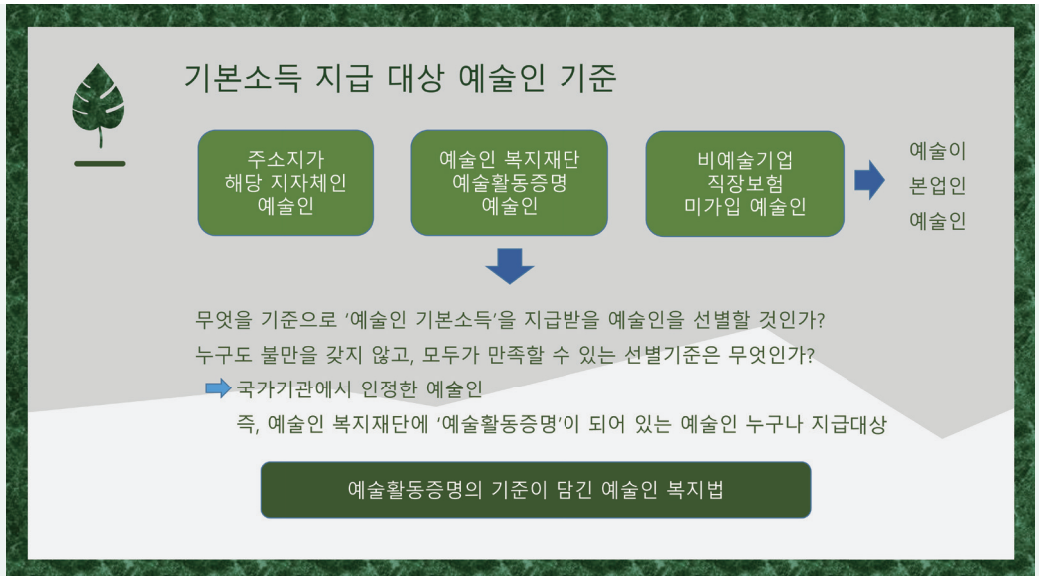 기본소득 지급 대상 예술인 기준
주소지가
해당 지자체인
예술인
예술인 복지재단
예술활동증명
예술인
비예술기업
직장보험
미가입 예술인
예술이
본업인
예술인
무엇을 기준으로 ‘예술인 기본소득’을 지급받을 예술인을 선별할 것인가?
누구도 불만을 갖지 않고, 모두가 만족할 수 있는 선별기준은 무엇인가?
국가기관에시 인정한 예술인
즉, 예술인 복지재단에 ‘예술활동증명’이 되어 있는 예술인 누구나 지급대상
예술활동증명의 기준이 담긴 예술인 복지법